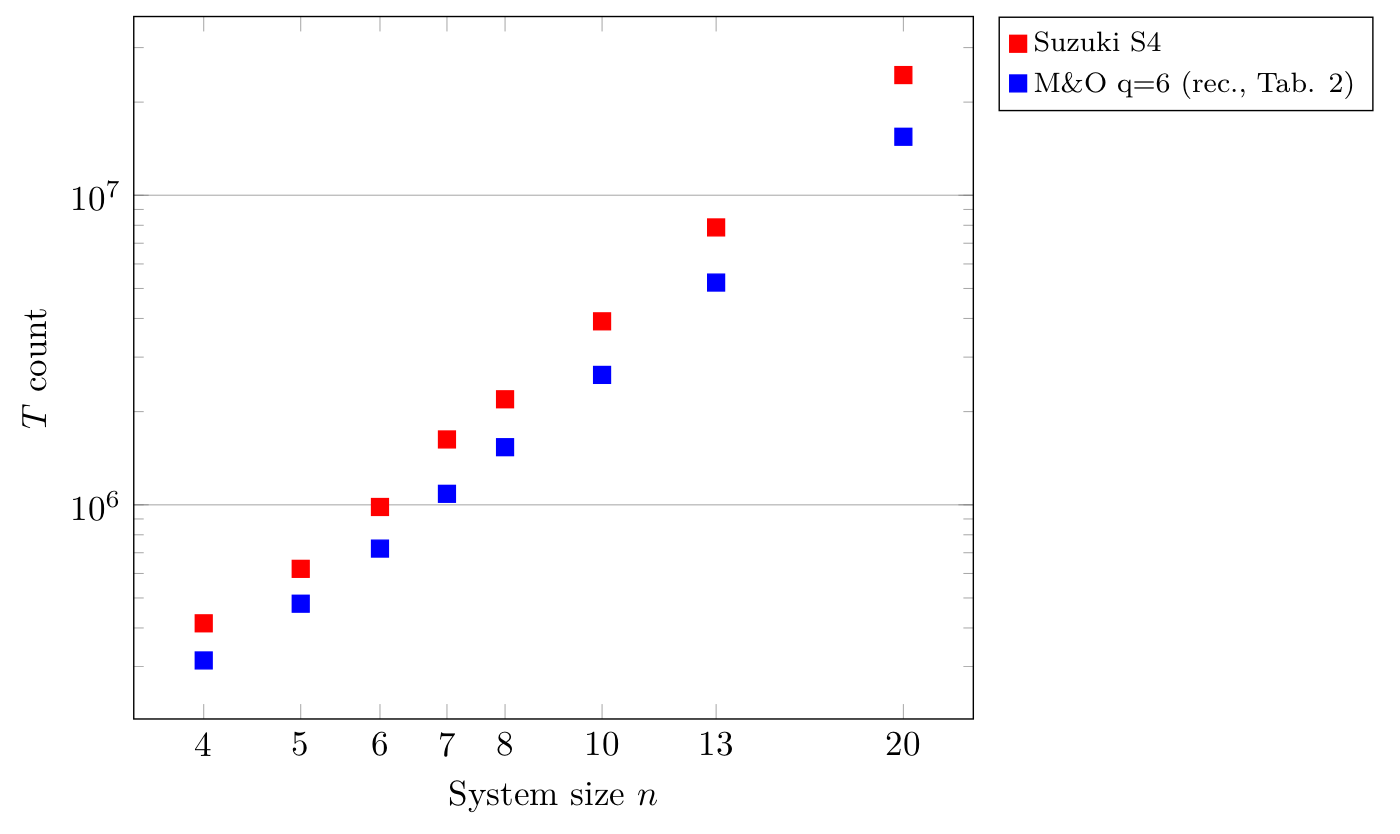 Suzuki S4
M&O q=6 (rec., Tab. 2)
10^7
10^6
T count
4 5 6 7 8 10 13 20
System size n